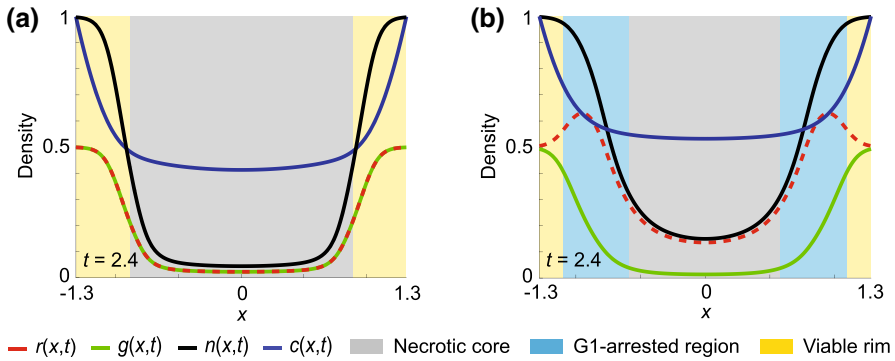 (a)
1
0.5
0
Density
t = 2.4
-1.3
0
1.3
x
(b)
1
0.5
0
Density
t = 2.4
-1.3
0
1.3
x
r(x,t) g(x,t) n(x,t) c(x,t) Necrotic core G1-arrested region Viable rim